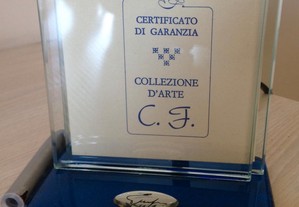 CERTIFICATO
DI GARANZIA
COLLEZIONE
D'ARTE
C. F.